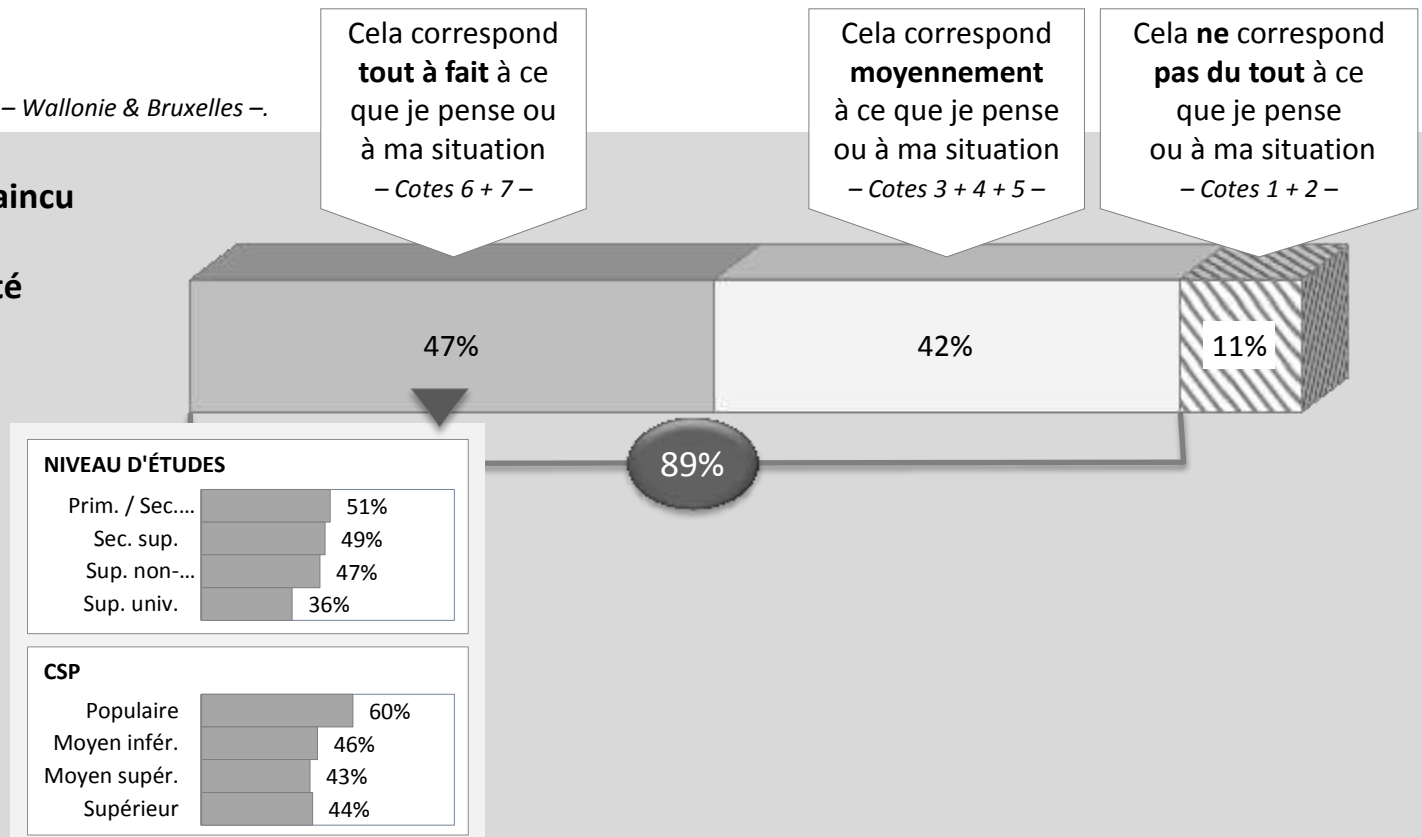 Cela correspond
tout à fait à ce
que je pense ou
à ma situation
– Cotes 6 + 7 –
Cela correspond
moyennement
à ce que je pense
ou à ma situation
– Cotes 3 + 4 + 5 –
Cela ne correspond
pas du tout à ce
que je pense
ou à ma situation
– Cotes 1 + 2 –
– Wallonie & Bruxelles –.
aincu
té
47%
42%
11%
89%
NIVEAU D'ÉTUDES
Prim. / Sec.... 51%
Sec. sup. 49%
Sup. non-... 47%
Sup. univ. 36%
CSP
Populaire 60%
Moyen infér. 46%
Moyen supér. 43%
Supérieur 44%